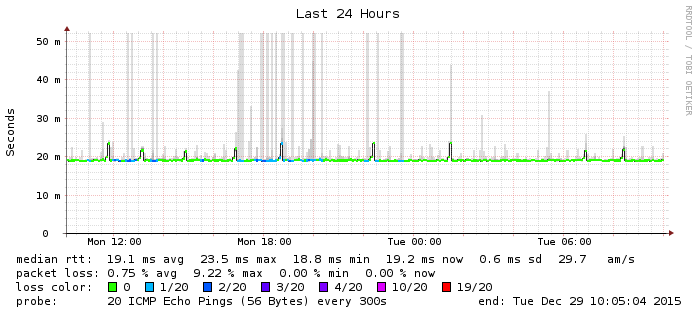 Last 24 Hours
RRDTOOL / TOBI OETIKER
Seconds
50 m
40 m
30 m
20 m
10 m
0
Mon 12:00 Mon 18:00 Tue 00:00 Tue 06:00
median rtt: 19.1 ms avg 23.5 ms max 18.8 ms min 19.2 ms now 0.6 ms sd 29.7 am/s
packet loss: 0.75 % avg 9.22 % max 0.00 % min 0.00 % now
loss color: 0 1/20 2/20 3/20 4/20 10/20 19/20
probe: 20 ICMP Echo Pings (56 Bytes) every 300s end: Tue Dec 29 10:05:04 2015